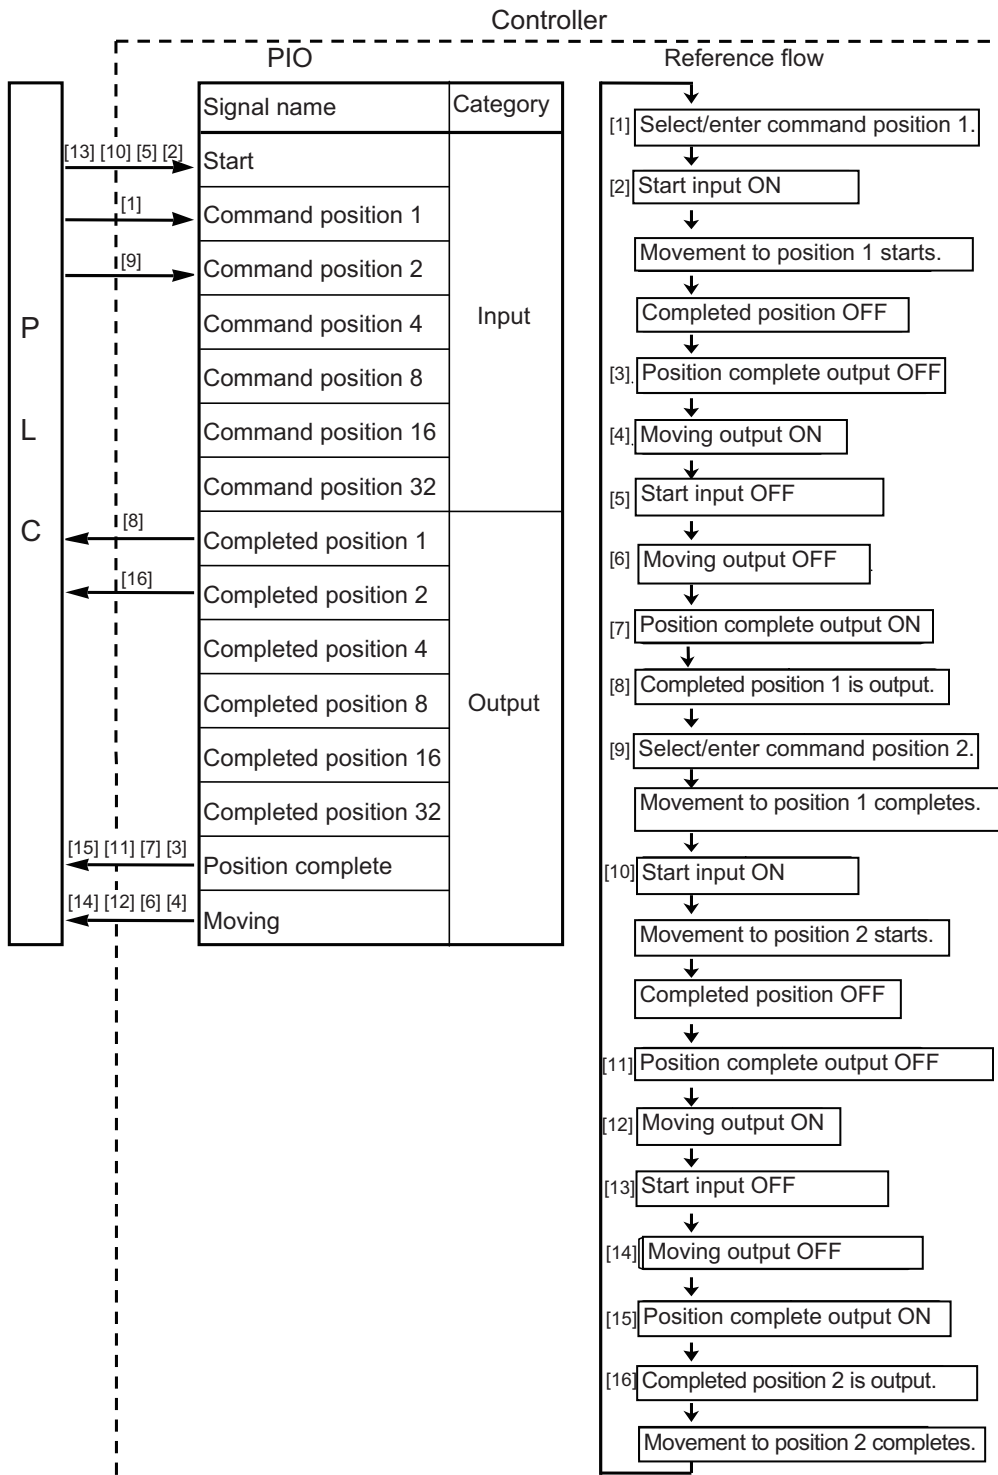 Controller
PIO
Reference flow
Signal name
Category
[13] [10] [5] [2]
Start
[1]
Command position 1
[9]
Command position 2
Command position 4
Command position 8
Command position 16
Command position 32
Input
P
L
C
[8]
Completed position 1
[16]
Completed position 2
Completed position 4
Completed position 8
Completed position 16
Completed position 32
Output
[15] [11] [7] [3]
Position complete
[14] [12] [6] [4]
Moving
[1] Select/enter command position 1.
[2] Start input ON
Movement to position 1 starts.
Completed position OFF
[3]. Position complete output OFF
[4]. Moving output ON
[5] Start input OFF
[6] Moving output OFF
[7] Position complete output ON
[8] Completed position 1 is output.
[9] Select/enter command position 2.
Movement to position 1 completes.
[10] Start input ON
Movement to position 2 starts.
Completed position OFF
[11] Position complete output OFF
[12] Moving output ON
[13] Start input OFF
[14] Moving output OFF
[15] Position complete output ON
[16] Completed position 2 is output.
Movement to position 2 completes.